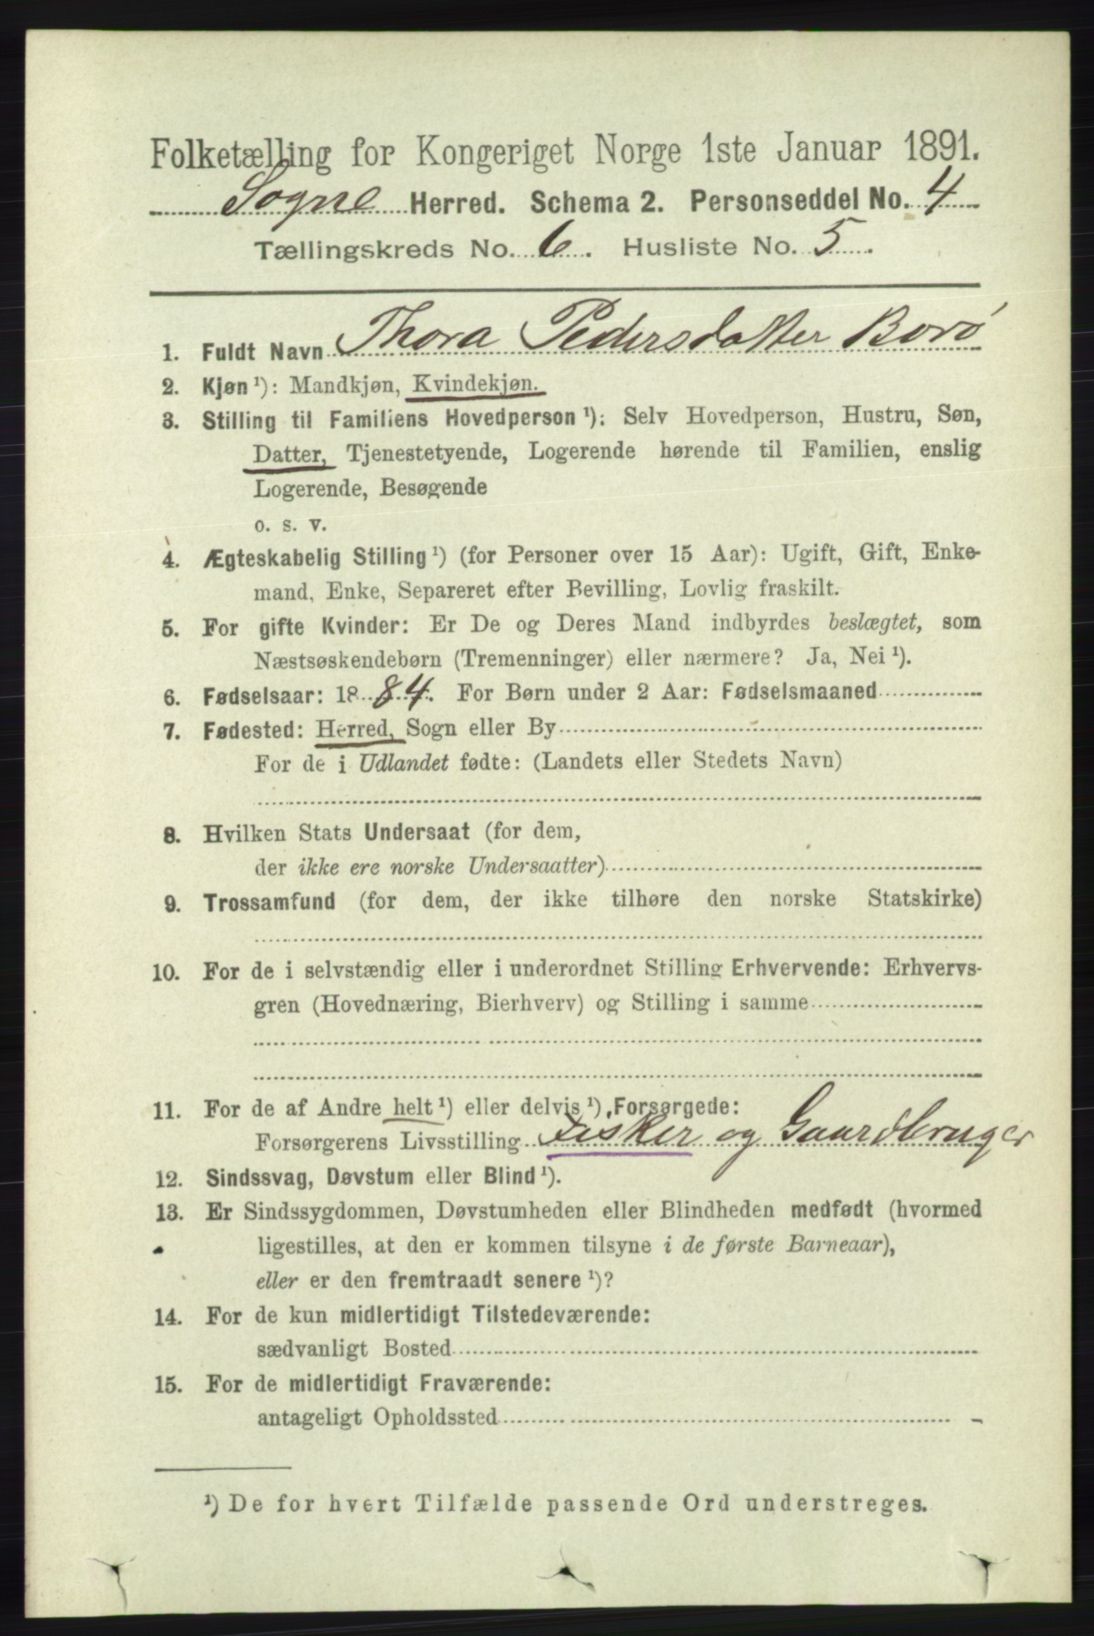 Folketælling for Kongeriget Norge 1ste Januar 1891.
Sogne Herred. Schema 2. Personseddel No. 4
Tællingskreds No. 6. Husliste No. 5.
1. Fuldt Navn Thora Pedersdatter Borø
2. Kjøn ¹): Mandkjøn, Kvindekjøn.
3. Stilling til Familiens Hovedperson ¹): Selv Hovedperson, Hustru, Søn,
Datter, Tjenestetyende, Logerende hørende til Familien, enslig
Logerende, Besøgende
o. s. v.
4. Ægteskabelig Stilling ¹) (for Personer over 15 Aar): Ugift, Gift, Enke-
mand, Enke, Separeret efter Bevilling, Lovlig fraskilt.
5. For gifte Kvinder: Er De og Deres Mand indbyrdes beslægtet, som
Næstsøskendebørn (Tremenninger) eller nærmere? Ja, Nei ¹).
6. Fødselsaar: 1884. For Børn under 2 Aar: Fødselsmaaned
7. Fødested: Herred, Sogn eller By
For de i Udlandet fødte: (Landets eller Stedets Navn)
8. Hvilken Stats Undersaat (for dem,
der ikke ere norske Undersaatter)
9. Trossamfund (for dem, der ikke tilhøre den norske Statskirke)
10. For de i selvstændig eller i underordnet Stilling Erhvervende: Erhvervs-
gren (Hovednæring, Bierhverv) og Stilling i samme
11. For de af Andre helt ¹) eller delvis ¹), Forsørgede:
Forsørgerens Livsstilling Fisker og Gaardbruger
12. Sindssvag, Døvstum eller Blind ¹).
13. Er Sindssygdommen, Døvstumheden eller Blindheden medfødt (hvormed
ligestilles, at den er kommen tilsyne i de første Barneaar),
eller er den fremtraadt senere ¹)?
14. For de kun midlertidigt Tilstedeværende:
sædvanligt Bosted
15. For de midlertidigt Fraværende:
antageligt Opholdssted
¹) De for hvert Tilfælde passende Ord understreges.